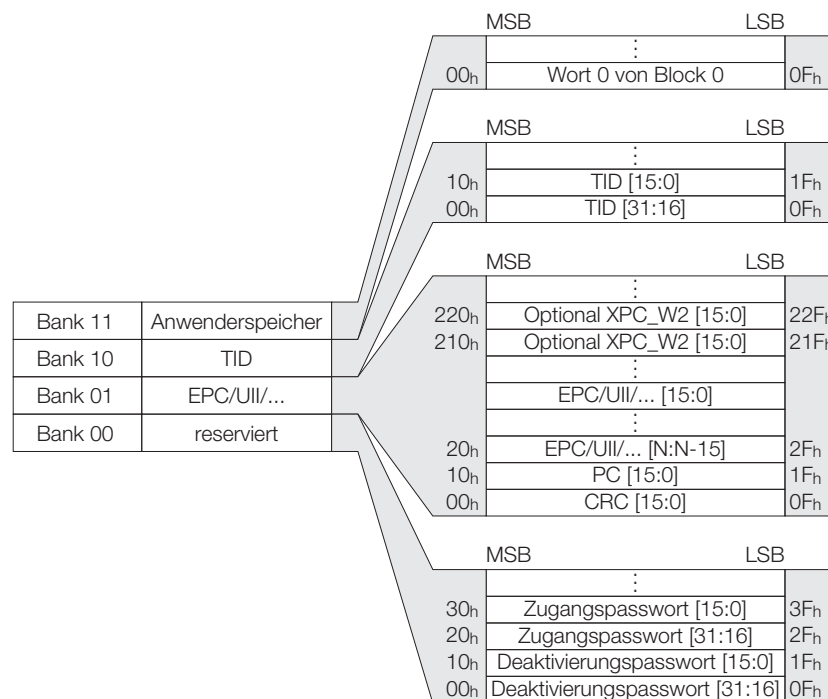 MSB LSB
⋮
00h Wort 0 von Block 0 0Fh
MSB LSB
⋮
10h TID [15:0] 1Fh
00h TID [31:16] 0Fh
MSB LSB
⋮
220h Optional XPC_W2 [15:0] 22Fh
210h Optional XPC_W2 [15:0] 21Fh
⋮
EPC/UII/... [15:0]
⋮
20h EPC/UII/... [N:N-15] 2Fh
10h PC [15:0] 1Fh
00h CRC [15:0] 0Fh
MSB LSB
⋮
30h Zugangspasswort [15:0] 3Fh
20h Zugangspasswort [31:16] 2Fh
10h Deaktivierungspasswort [15:0] 1Fh
00h Deaktivierungspasswort [31:16] 0Fh
Bank 11 Anwenderspeicher
Bank 10 TID
Bank 01 EPC/UII/...
Bank 00 reserviert